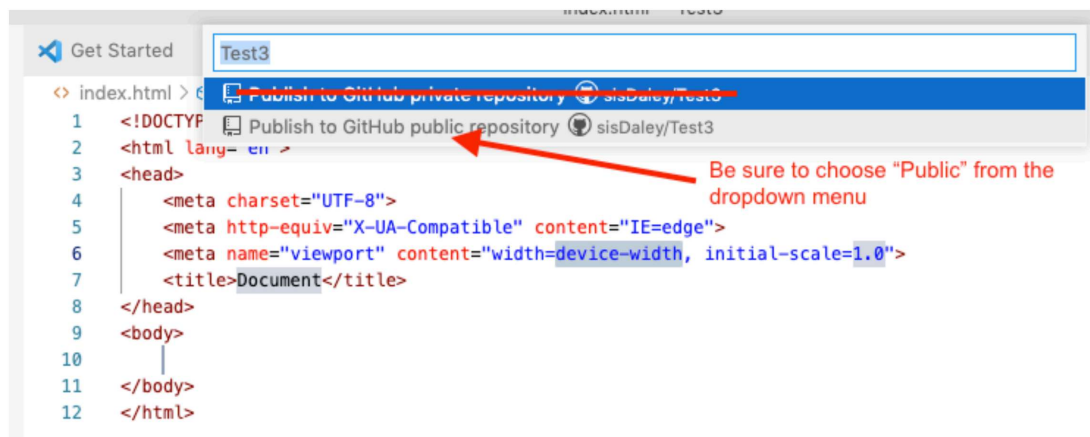 Get Started
Test3
index.html >
Publish to GitHub private repository sisDaley/Test3
Publish to GitHub public repository sisDaley/Test3
Be sure to choose “Public” from the
dropdown menu
1 <!DOCTYP
2 <html lang="en">
3 <head>
4 <meta charset="UTF-8">
5 <meta http-equiv="X-UA-Compatible" content="IE=edge">
6 <meta name="viewport" content="width=device-width, initial-scale=1.0">
7 <title>Document</title>
8 </head>
9 <body>
10
11 </body>
12 </html>